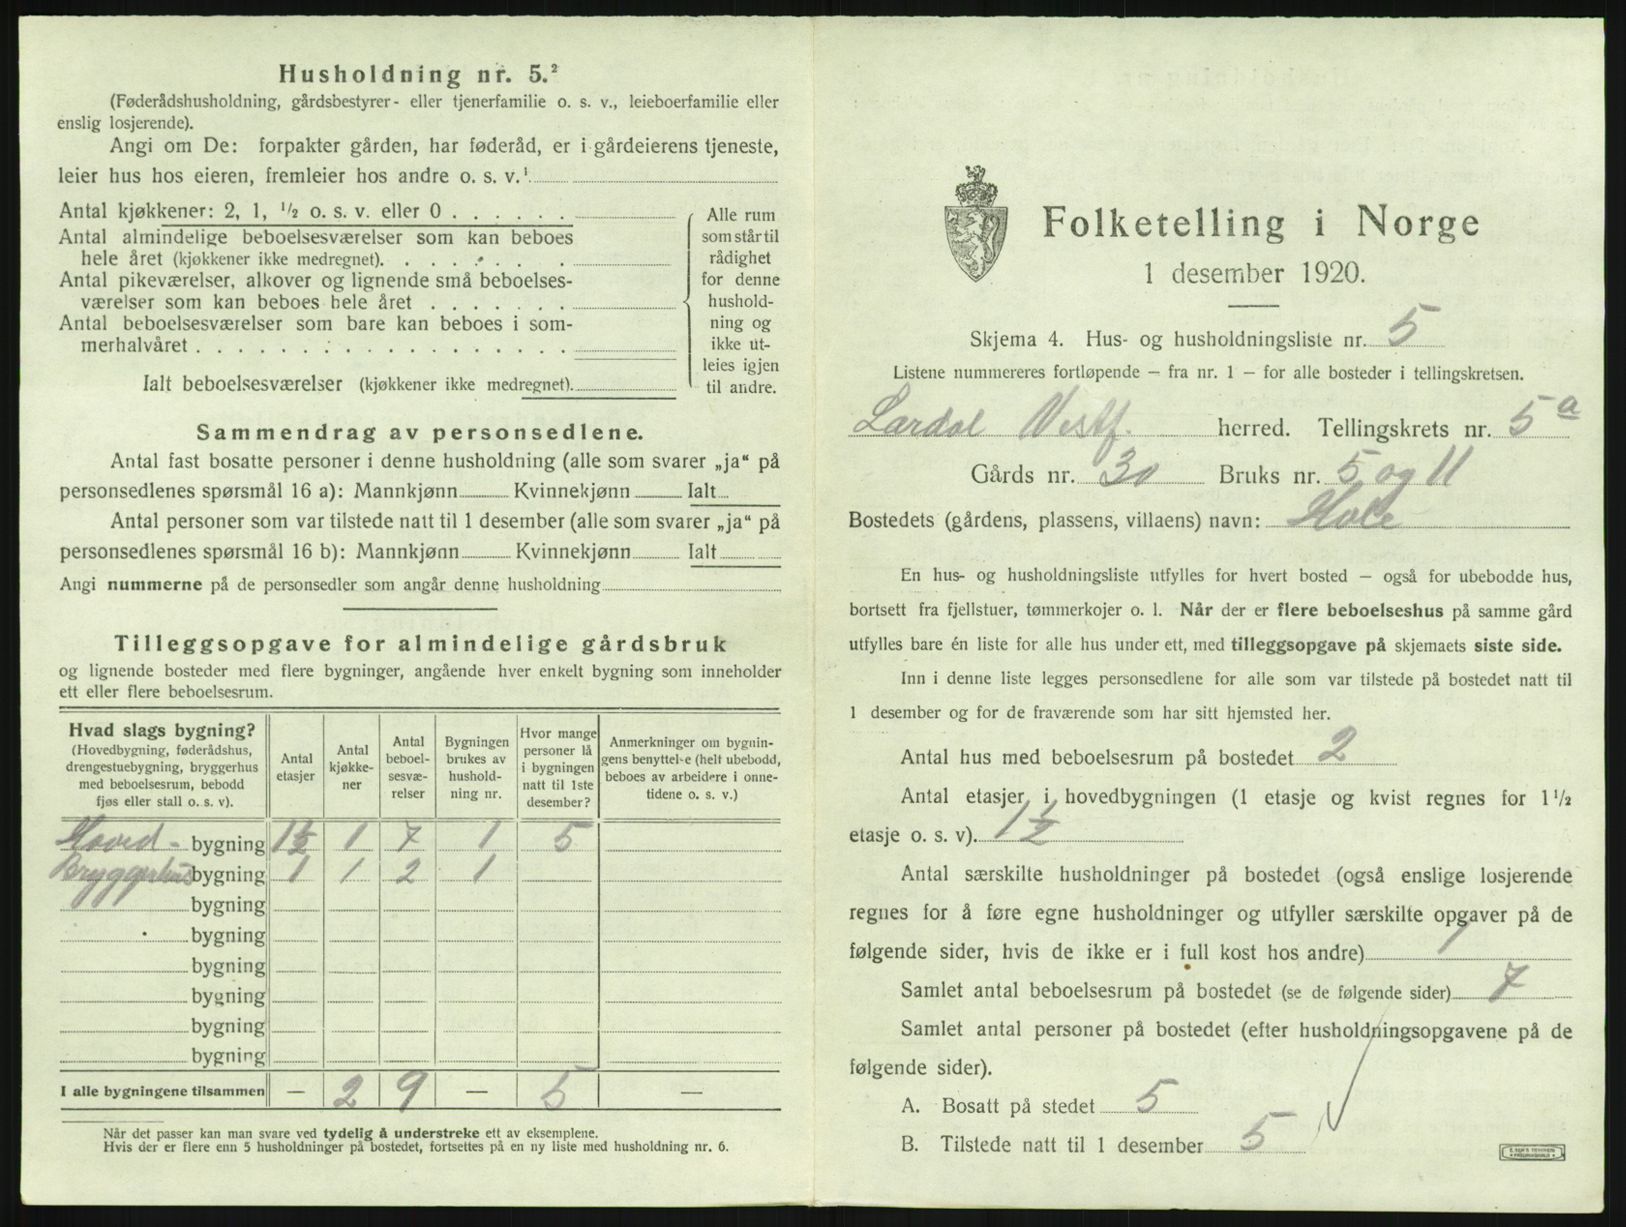 Husholdning nr. 5.²
(Føderådshusholdning, gårdsbestyrer- eller tjenerfamilie o. s. v., leieboerfamilie eller
enslig losjerende).
Angi om De: forpakter gården, har føderåd, er i gårdeierens tjeneste,
leier hus hos eieren, fremleier hos andre o. s. v.¹
Antal kjøkkener: 2, 1, ½ o. s. v. eller 0 . . . . . .
Antal almindelige beboelsesværelser som kan beboes
hele året (kjøkkener ikke medregnet). . . . . . .
Antal pikeværelser, alkover og lignende små beboelses-
værelser som kan beboes hele året . . . . . .
Antal beboelsesværelser som bare kan beboes i som-
merhalvåret . . . . . . . . . . . . . . . . . .
Ialt beboelsesværelser (kjøkkener ikke medregnet).
Alle rum
som står til
rådighet
for denne
hushold-
ning og
ikke ut-
leies igjen
til andre.
Sammendrag av personsedlene.
Antal fast bosatte personer i denne husholdning (alle som svarer „ja“ på
personsedlenes spørsmål 16 a): Mannkjønn Kvinnekjønn Ialt
Antal personer som var tilstede natt til 1 desember (alle som svarer „ja“ på
personsedlenes spørsmål 16 b): Mannkjønn Kvinnekjønn Ialt
Angi nummerne på de personsedler som angår denne husholdning
Tilleggsopgave for almindelige gårdsbruk
og lignende bosteder med flere bygninger, angående hver enkelt bygning som inneholder
ett eller flere beboelsesrum.
Hvad slags bygning?
(Hovedbygning, føderådshus,
drengestuebygning, bryggerhus
med beboelsesrum, bebodd
fjøs eller stall o. s. v).
Antal
etasjer
Antal
kjøkke-
ner
Antal
beboel-
sesvæ-
relser
Bygningen
brukes av
hushold-
ning nr.
Hvor mange
personer lå
i bygningen
natt til 1ste
desember?
Anmerkninger om bygnin-
gens benyttelse (helt ubebodd,
beboes av arbeidere i onne-
tidene o. s. v.)
Hoved- bygning 1½ 1 7 1 5
Bryggerhus bygning 1 1 2 1
bygning
bygning
bygning
bygning
bygning
bygning
I alle bygningene tilsammen — 2 9 — 5 —
Når det passer kan man svare ved tydelig å understreke ett av eksemplene.
Hvis der er flere enn 5 husholdninger på bostedet, fortsettes på en ny liste med husholdning nr. 6.
Folketelling i Norge
1 desember 1920.
Skjema 4. Hus- og husholdningsliste nr. 5
Listene nummereres fortløpende — fra nr. 1 — for alle bosteder i tellingskretsen.
Lardal Vestf. herred. Tellingskrets nr. 5 a
Gårds nr. 30 Bruks nr. 5 og 11
Bostedets (gårdens, plassens, villaens) navn: Hole
En hus- og husholdningsliste utfylles for hvert bosted — også for ubebodde hus,
bortsett fra fjellstuer, tømmerkojer o. l. Når der er flere beboelseshus på samme gård
utfylles bare én liste for alle hus under ett, med tilleggsopgave på skjemaets siste side.
Inn i denne liste legges personsedlene for alle som var tilstede på bostedet natt til
1 desember og for de fraværende som har sitt hjemsted her.
Antal hus med beboelsesrum på bostedet 2
Antal etasjer i hovedbygningen (1 etasje og kvist regnes for 1½
etasje o. s. v). 1½
Antal særskilte husholdninger på bostedet (også enslige losjerende
regnes for å føre egne husholdninger og utfyller særskilte opgaver på de
følgende sider, hvis de ikke er i full kost hos andre) 1
Samlet antal beboelsesrum på bostedet (se de følgende sider) 7
Samlet antal personer på bostedet (efter husholdningsopgavene på de
følgende sider).
A. Bosatt på stedet 5
B. Tilstede natt til 1 desember 5